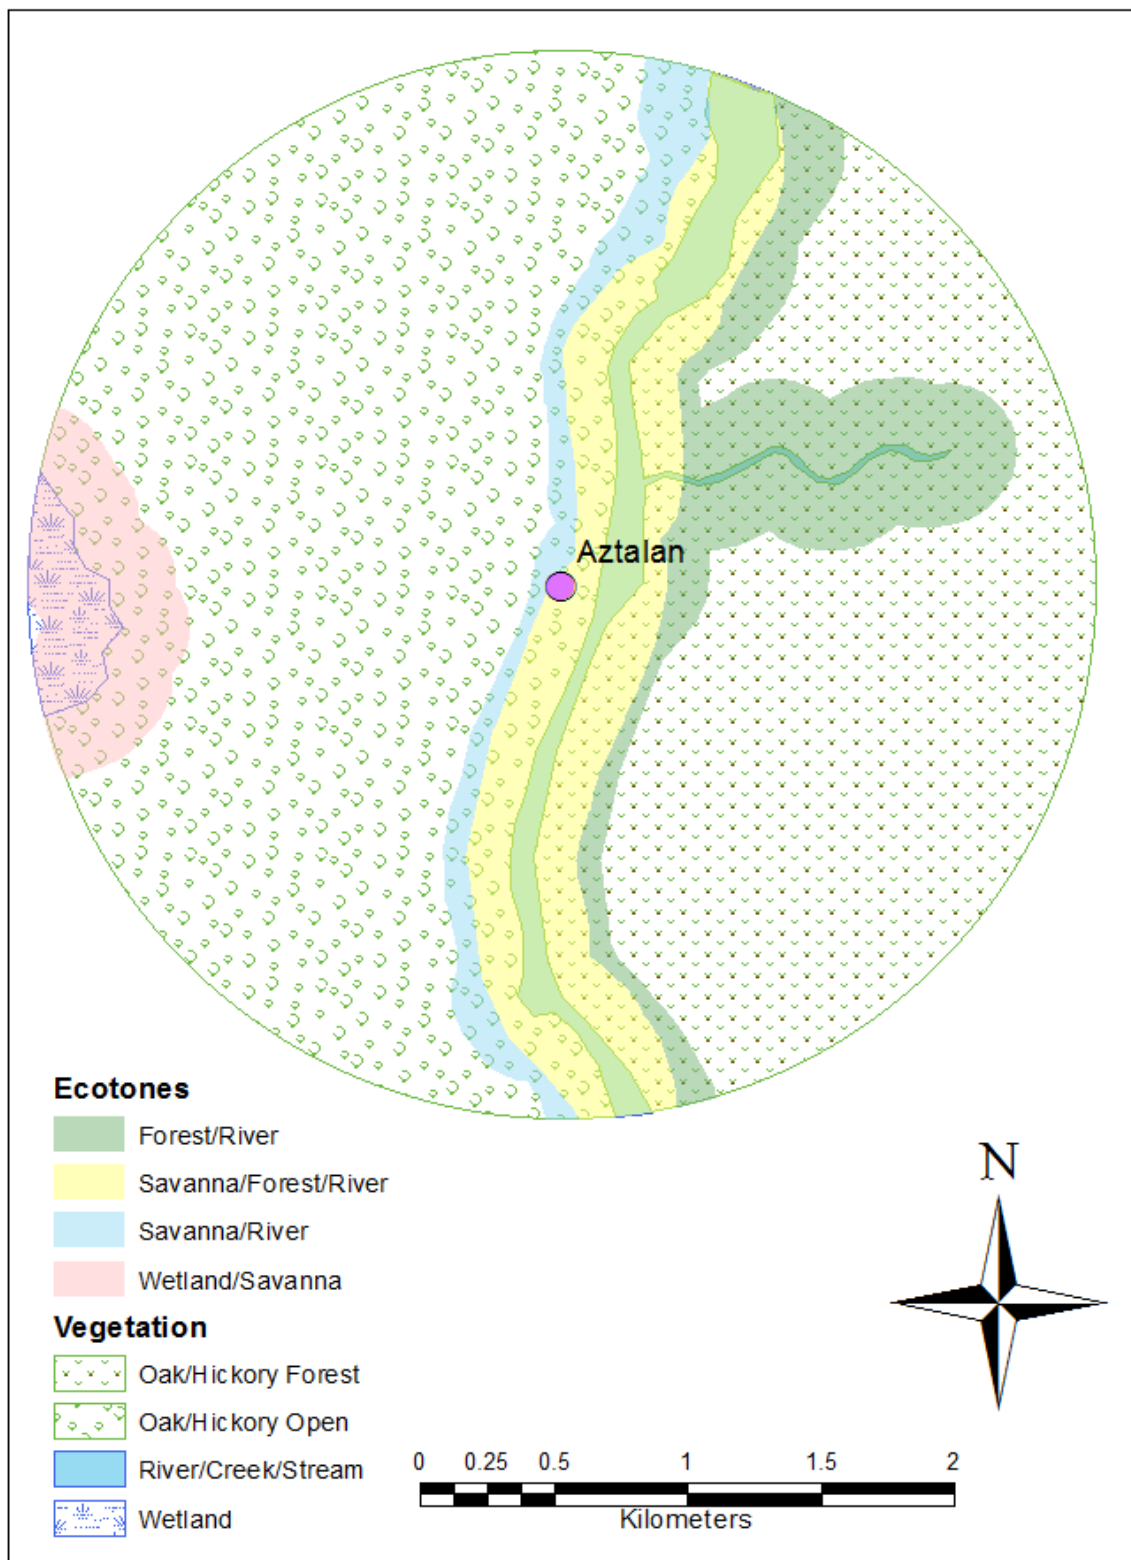 Aztalan
Ecotones
Forest/River
Savanna/Forest/River
Savanna/River
Wetland/Savanna
Vegetation
Oak/Hickory Forest
Oak/Hickory Open
River/Creek/Stream
Wetland
N
0 0.25 0.5 1 1.5 2
Kilometers